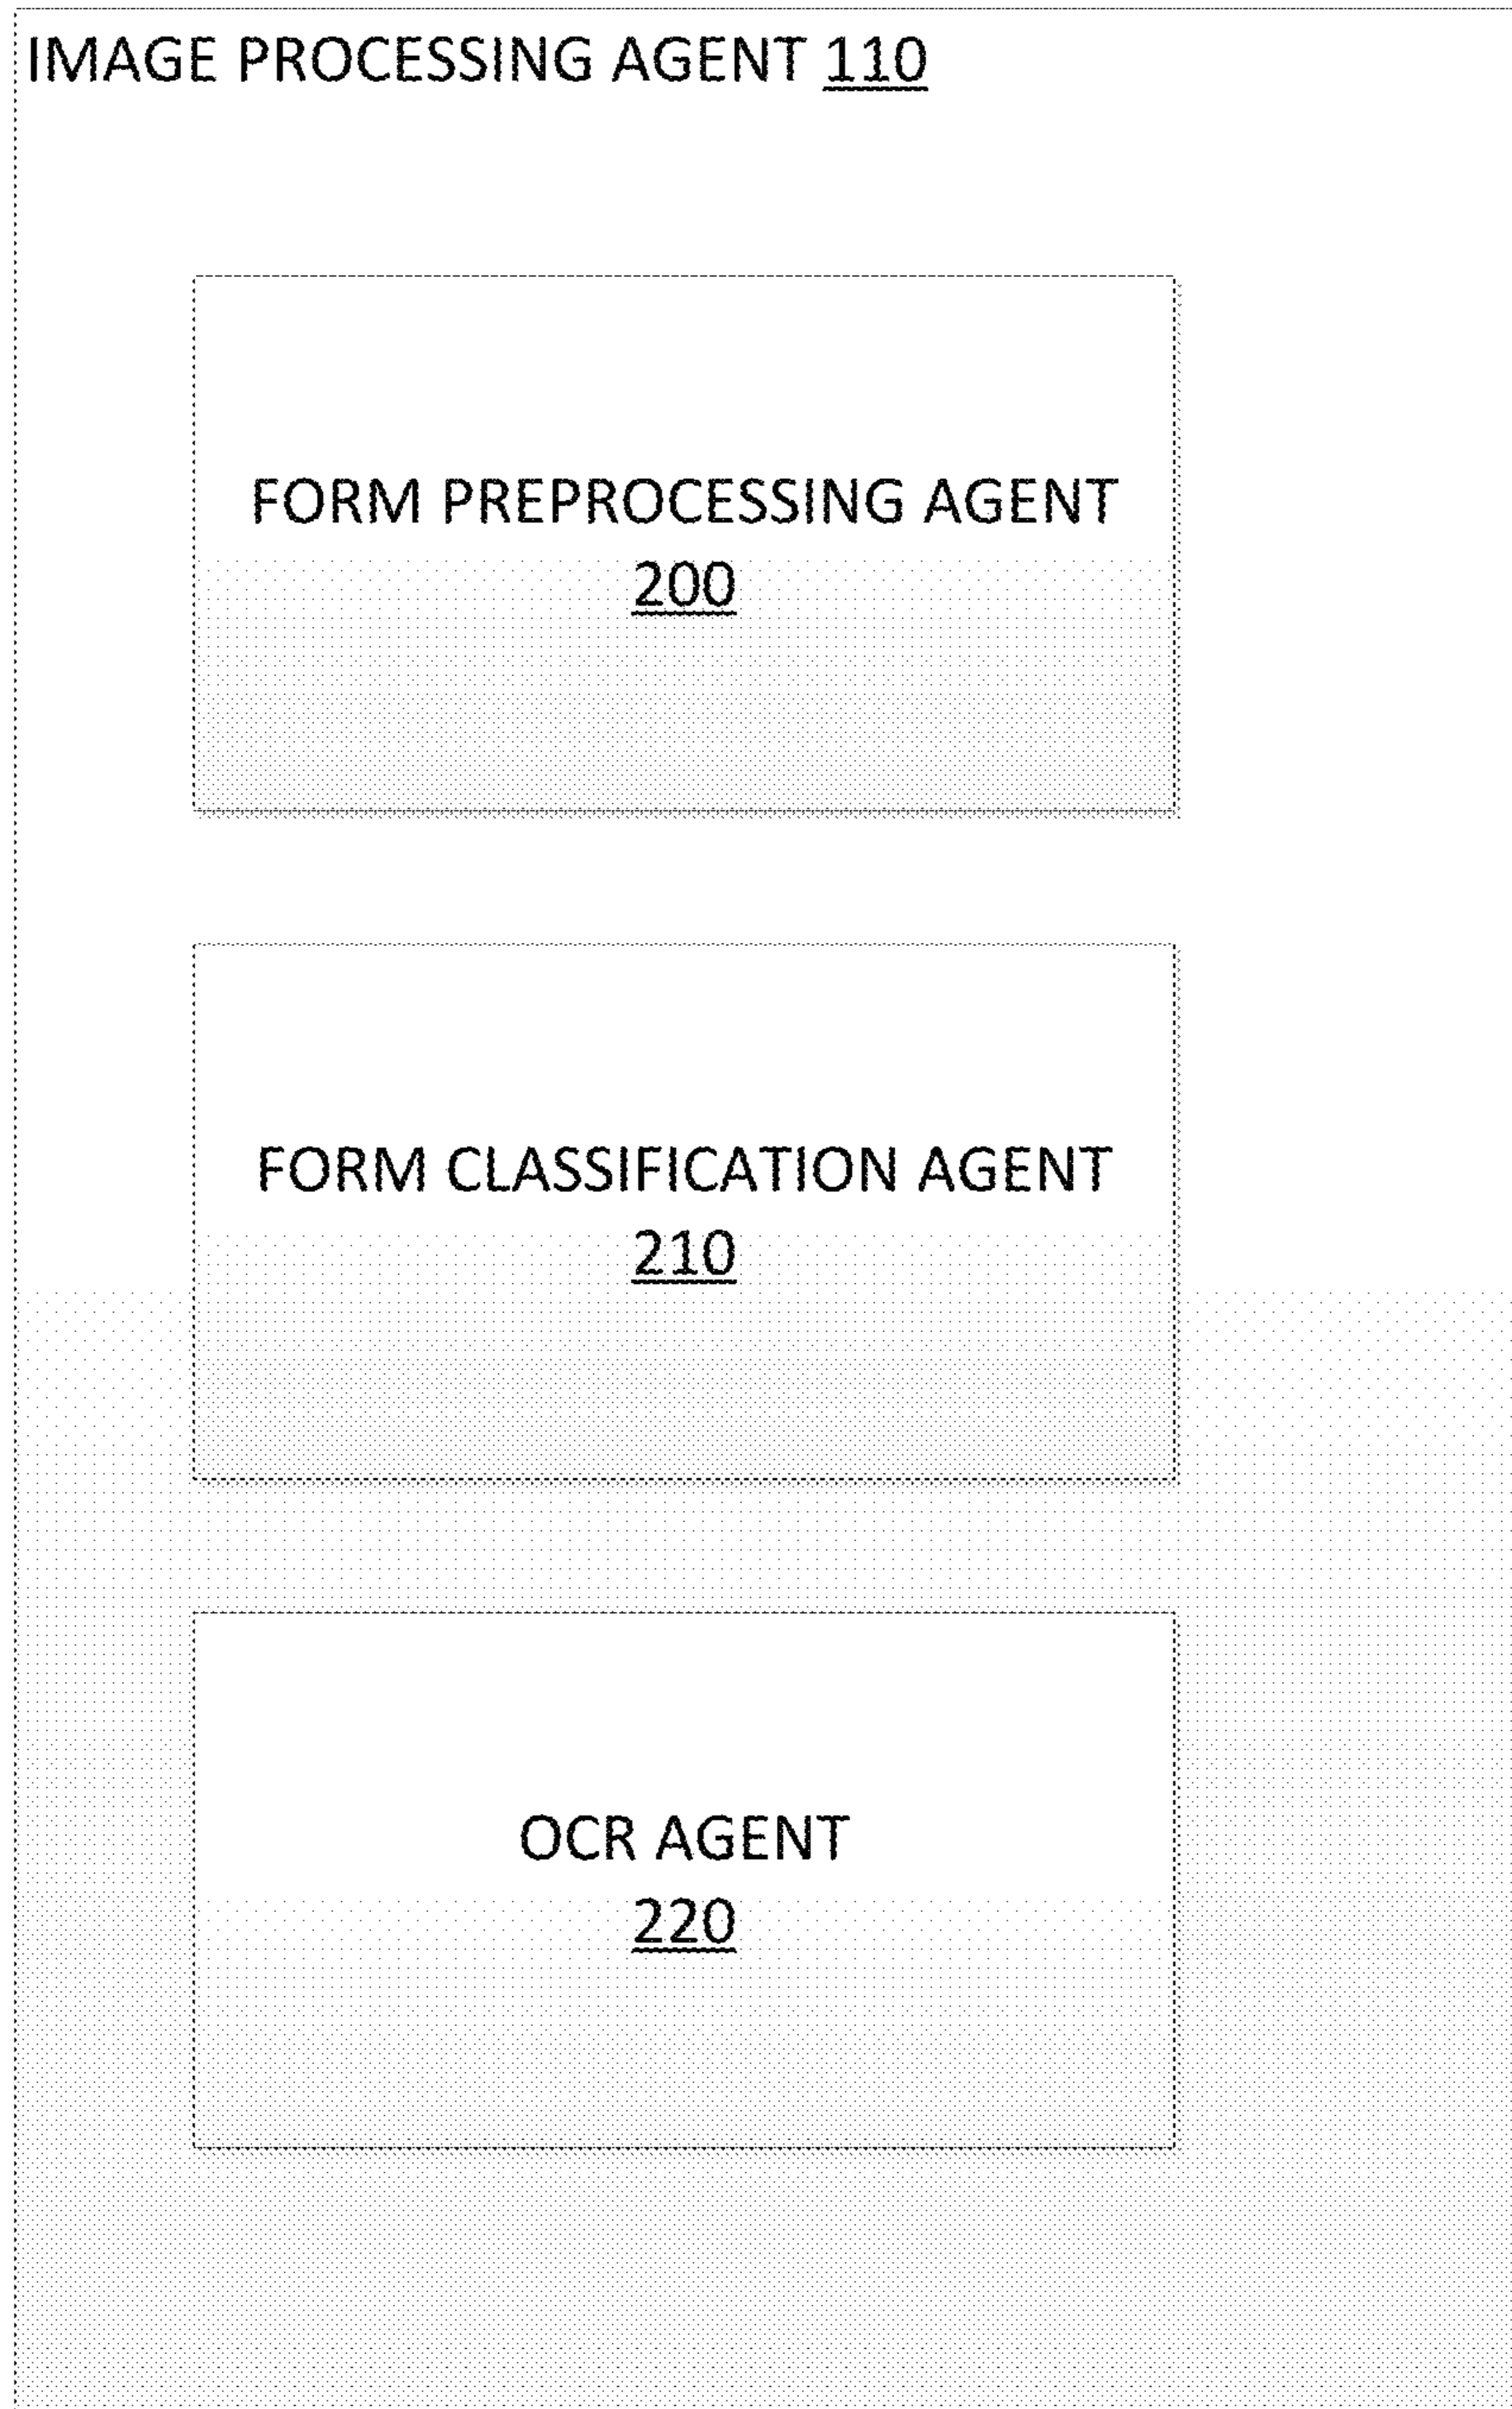 IMAGE PROCESSING AGENT 110
FORM PREPROCESSING AGENT
200
FORM CLASSIFICATION AGENT
210
OCR AGENT
220